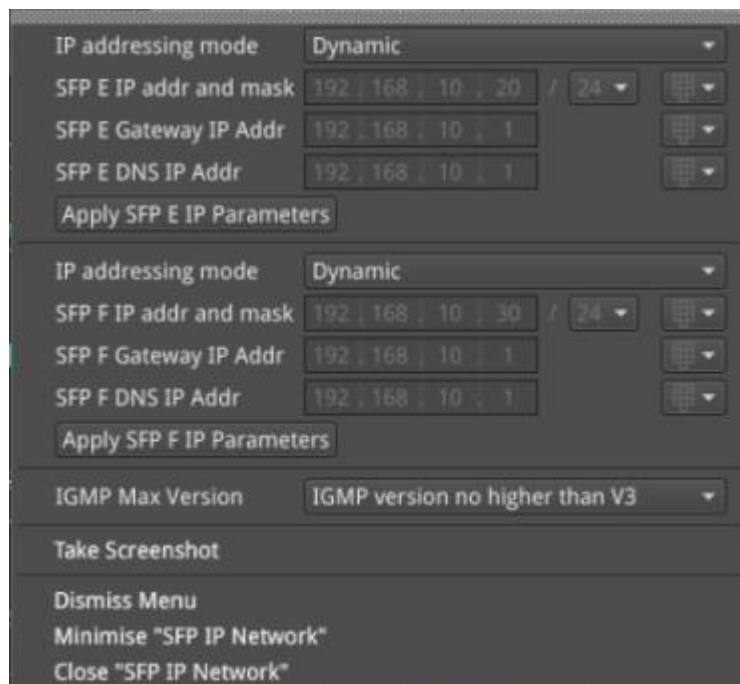 IP addressing mode Dynamic
SFP E IP addr and mask 192 . 168 . 10 . 20 / 24
SFP E Gateway IP Addr 192 . 168 . 10 . 1
SFP E DNS IP Addr 192 . 168 . 10 . 1
Apply SFP E IP Parameters
IP addressing mode Dynamic
SFP F IP addr and mask 192 . 168 . 10 . 30 / 24
SFP F Gateway IP Addr 192 . 168 . 10 . 1
SFP F DNS IP Addr 192 . 168 . 10 . 1
Apply SFP F IP Parameters
IGMP Max Version IGMP version no higher than V3
Take Screenshot
Dismiss Menu
Minimise "SFP IP Network"
Close "SFP IP Network"